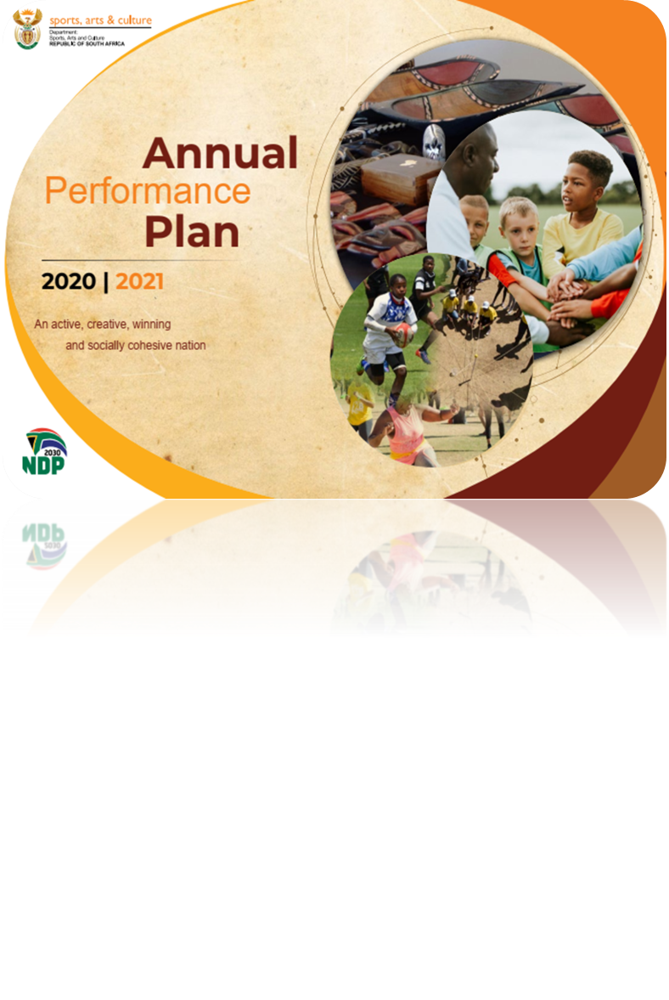 sports, arts & culture
Department:
Sports, Arts and Culture
REPUBLIC OF SOUTH AFRICA
Annual
Performance
Plan
2020 | 2021
An active, creative, winning
and socially cohesive nation
2030
NDP